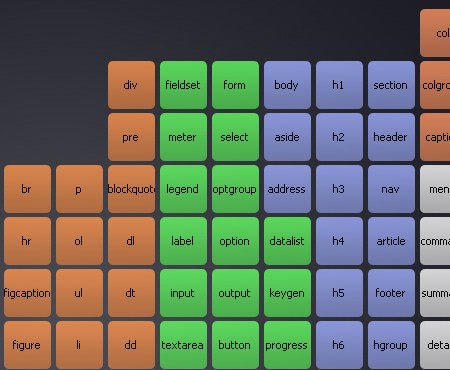 col
div fieldset form body h1 section colgro
pre meter select aside h2 header captio
br p blockquote legend optgroup address h3 nav men
hr ol dl label option datalist h4 article comma
figcaption ul dt input output keygen h5 footer summa
figure li dd textarea button progress h6 hgroup deta